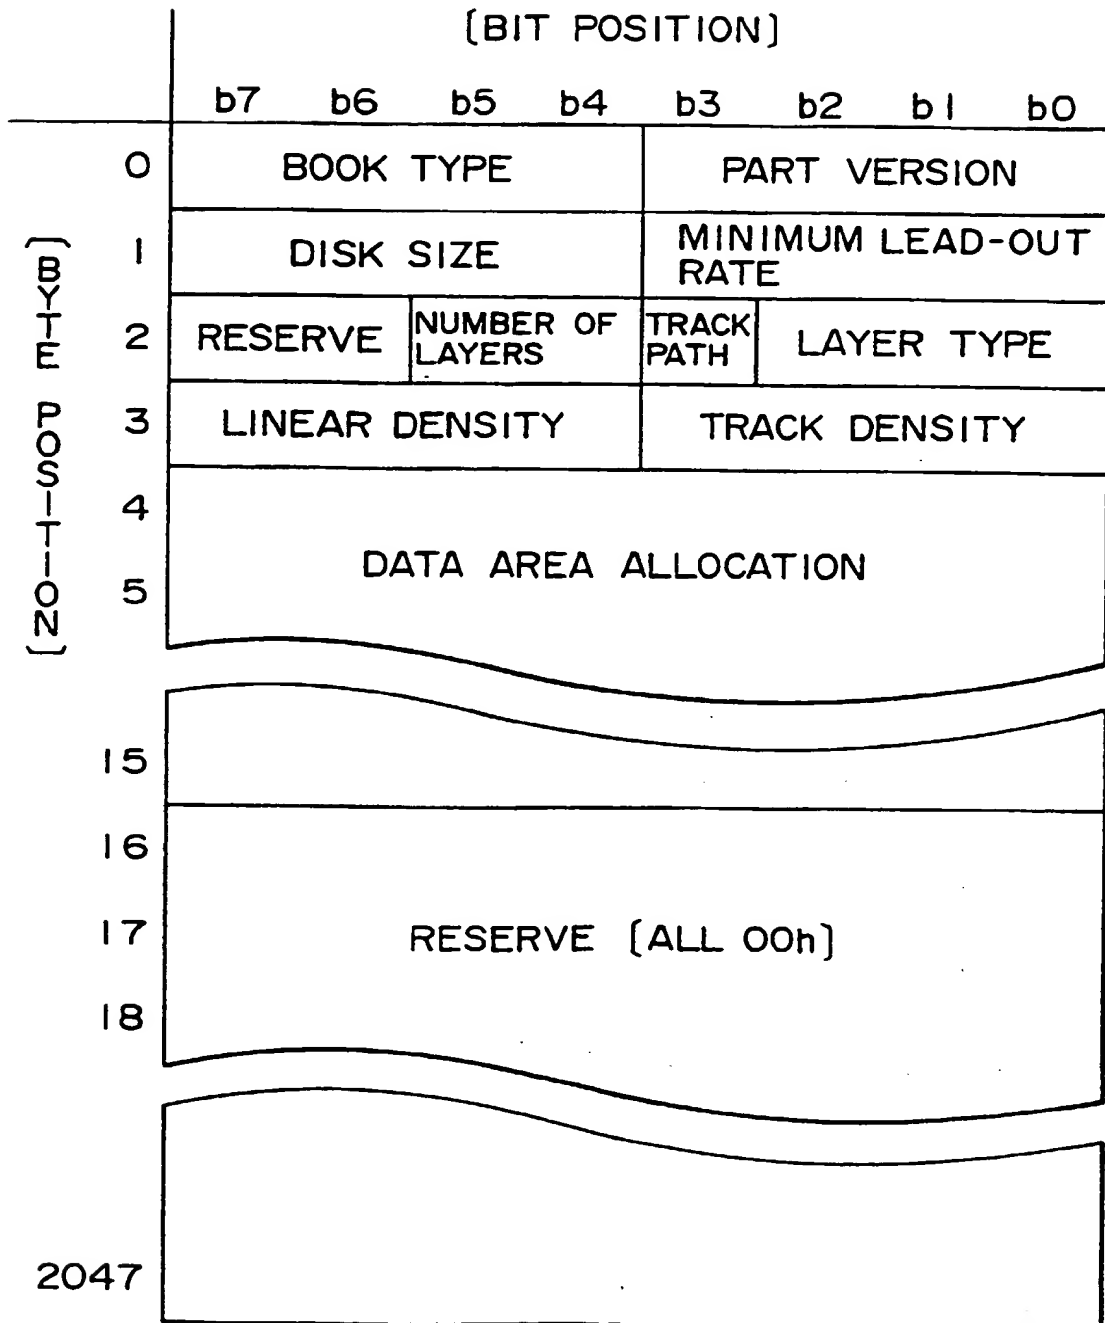 [BIT POSITION]
b7 b6 b5 b4 b3 b2 b1 b0
[BYTE POSITION]
0 BOOK TYPE PART VERSION
1 DISK SIZE MINIMUM LEAD-OUT
RATE
2 RESERVE NUMBER OF
LAYERS TRACK
PATH LAYER TYPE
3 LINEAR DENSITY TRACK DENSITY
4
DATA AREA ALLOCATION
5
15
16
17 RESERVE [ALL 00h]
18
2047